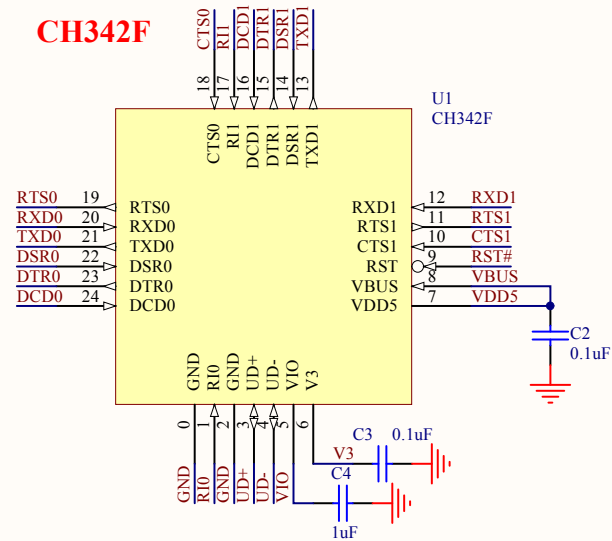 CH342F
CTS0
RI1
DCD1
DTR1
DSR1
TXD1
18
17
16
15
14
13
U1
CH342F
CTS0
RI1
DCD1
DTR1
DSR1
TXD1
RTS0 19 RTS0
RXD0 20 RXD0
TXD0 21 TXD0
DSR0 22 DSR0
DTR0 23 DTR0
DCD0 24 DCD0
RXD1 12 RXD1
RTS1 11 RTS1
CTS1 10 CTS1
RST 9 RST#
VBUS 8 VBUS
VDD5 7 VDD5
C2
0.1uF
GND
RI0
GND
UD+
UD-
VIO
V3
0
1
2
3
4
5
6
GND
RI0
GND
UD+
UD-
VIO
V3
C3 0.1uF
C4
1uF